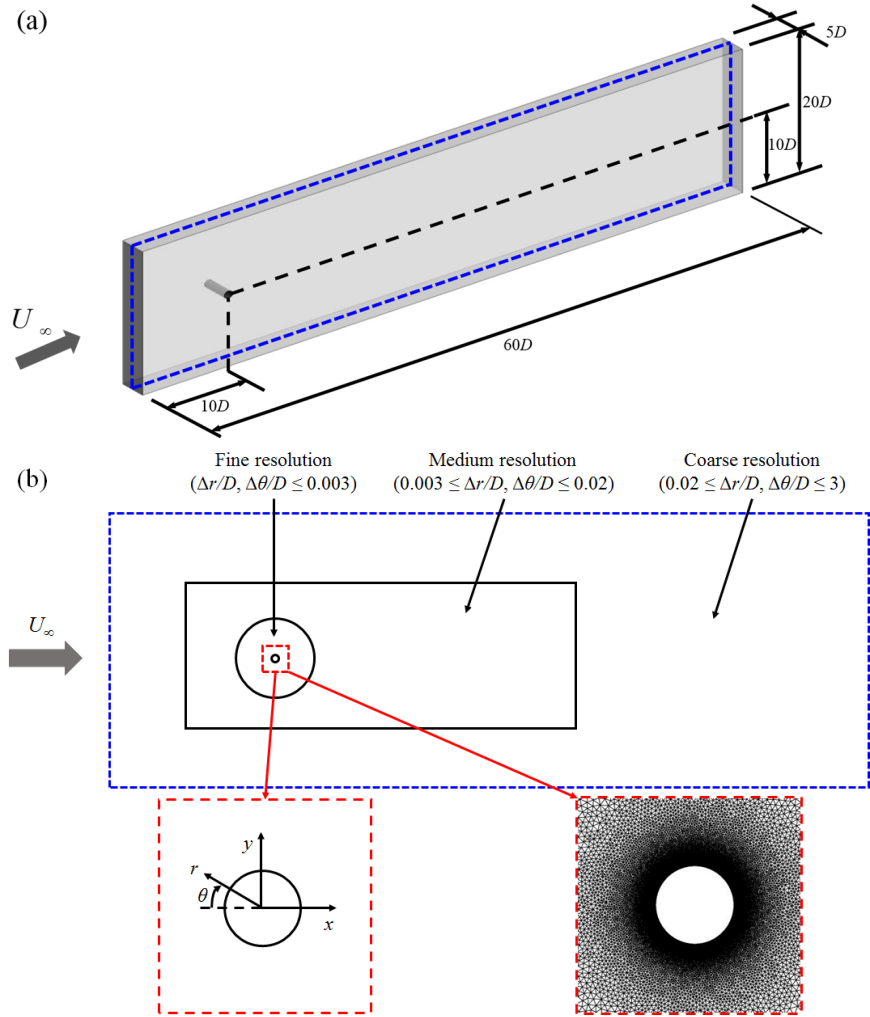 (a)
5D
20D
10D
U∞
60D
10D
(b)
Fine resolution
(Δr/D, Δθ/D ≤ 0.003)
Medium resolution
(0.003 ≤ Δr/D, Δθ/D ≤ 0.02)
Coarse resolution
(0.02 ≤ Δr/D, Δθ/D ≤ 3)
U∞
y
r
θ
x